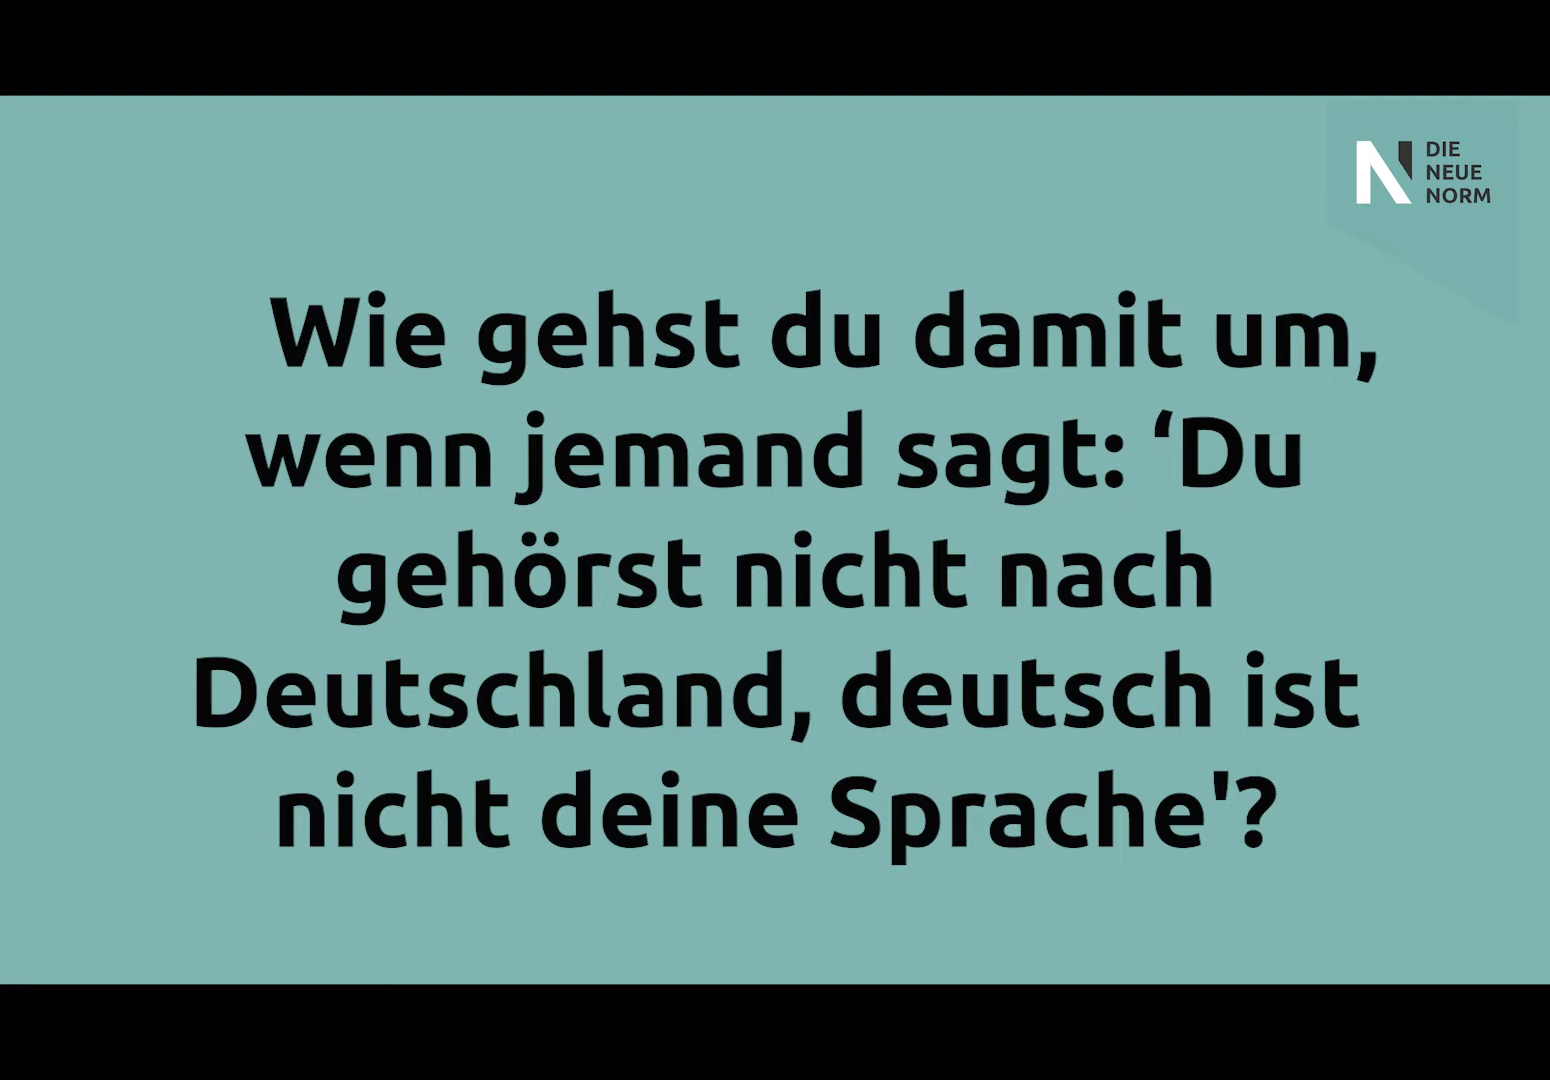 DIE
NEUE
NORM
Wie gehst du damit um,
wenn jemand sagt: ‘Du
gehörst nicht nach
Deutschland, deutsch ist
nicht deine Sprache'?